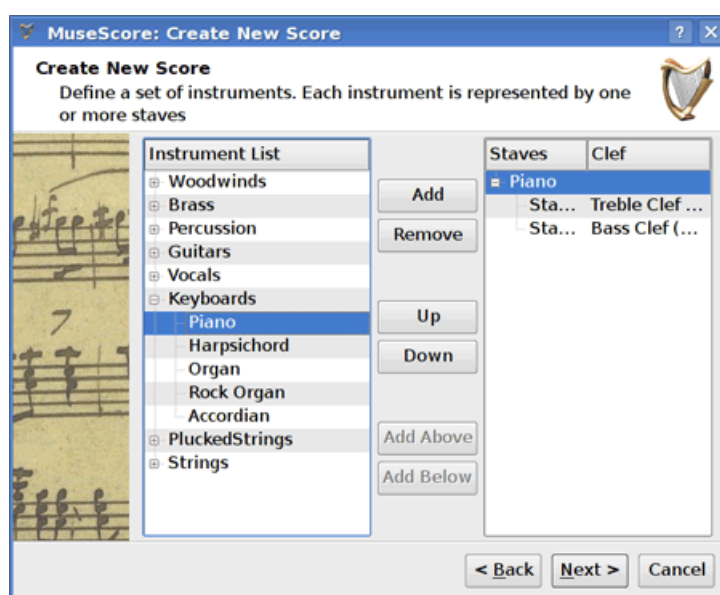 MuseScore: Create New Score
?
Create New Score
Define a set of instruments. Each instrument is represented by one
or more staves
Instrument List
Woodwinds
Brass
Percussion
Guitars
Vocals
Keyboards
Piano
Harpsichord
Organ
Rock Organ
Accordian
PluckedStrings
Strings
Add
Remove
Up
Down
Add Above
Add Below
Staves Clef
Piano
Sta... Treble Clef ...
Sta... Bass Clef (...
7
< Back Next > Cancel